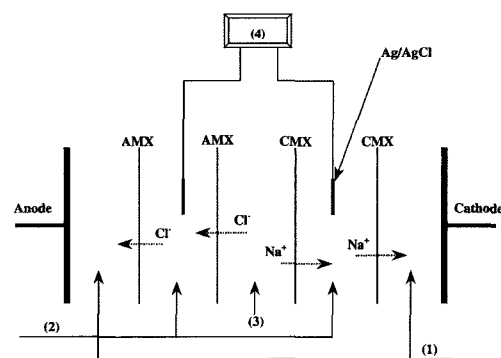 (4)
Ag/AgCl
AMX AMX CMX CMX
Anode
Cathode
Cl⁻
Cl⁻
Na⁺
Na⁺
(2)
(3)
(1)